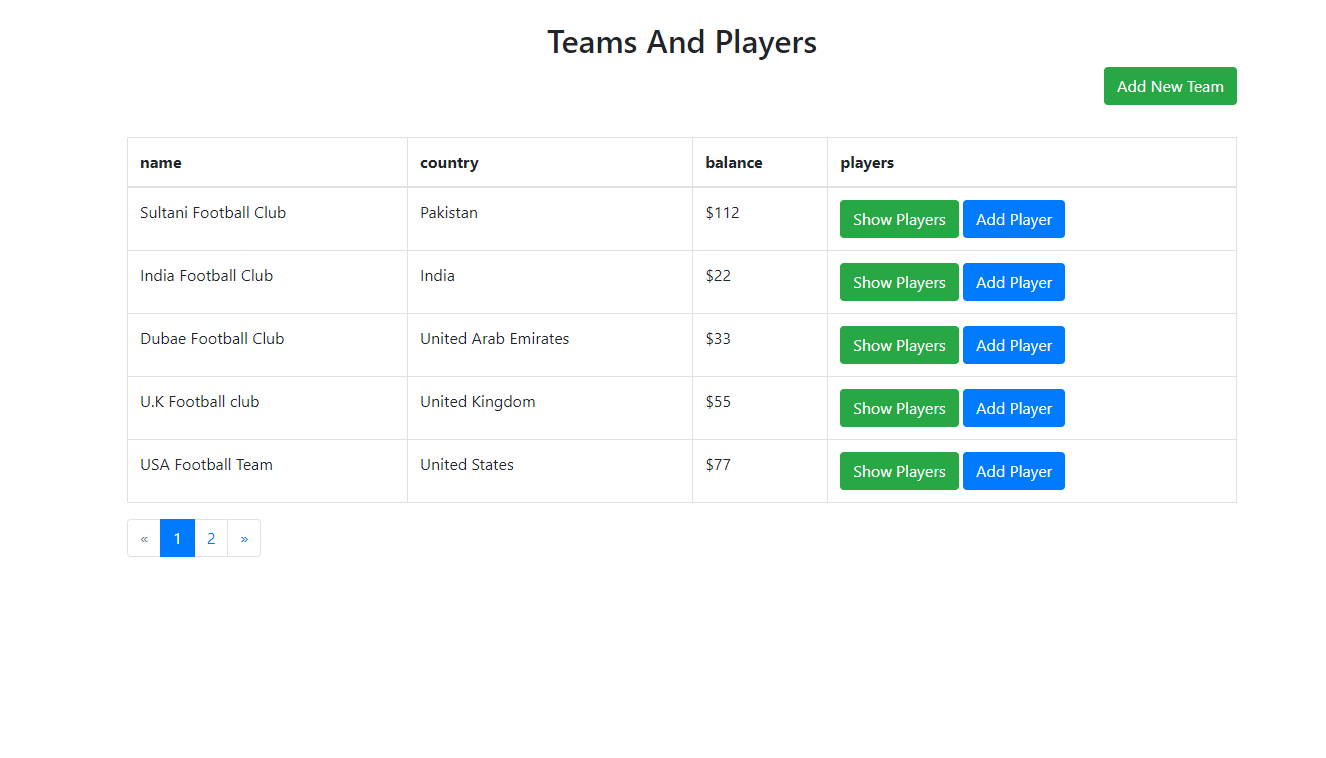 Teams And Players
Add New Team
name country balance players
Sultani Football Club Pakistan $112 Show Players Add Player
India Football Club India $22 Show Players Add Player
Dubae Football Club United Arab Emirates $33 Show Players Add Player
U.K Football club United Kingdom $55 Show Players Add Player
USA Football Team United States $77 Show Players Add Player
« 1 2 »